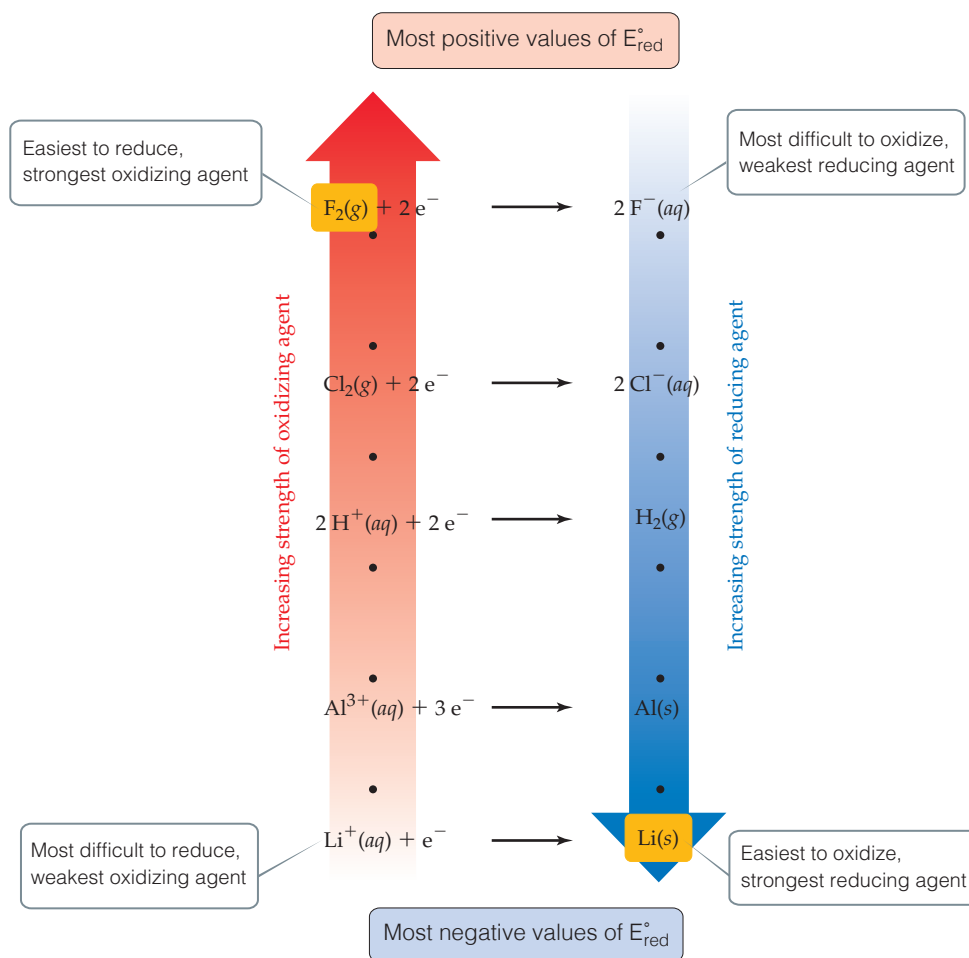 Most positive values of E°red
Easiest to reduce,
strongest oxidizing agent
Most difficult to oxidize,
weakest reducing agent
F₂(g) + 2 e⁻ ⟶ 2 F⁻(aq)
Increasing strength of oxidizing agent
Increasing strength of reducing agent
Cl₂(g) + 2 e⁻ ⟶ 2 Cl⁻(aq)
2 H⁺(aq) + 2 e⁻ ⟶ H₂(g)
Al³⁺(aq) + 3 e⁻ ⟶ Al(s)
Li⁺(aq) + e⁻ ⟶ Li(s)
Most difficult to reduce,
weakest oxidizing agent
Easiest to oxidize,
strongest reducing agent
Most negative values of E°red